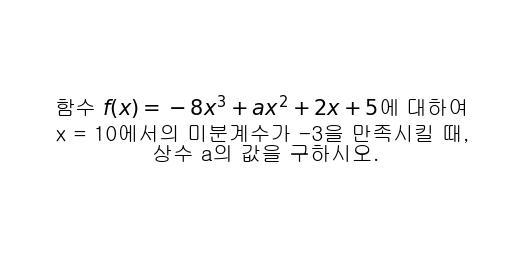 함수 f(x) = −8x³ + ax² + 2x + 5에 대하여
x = 10에서의 미분계수가 −3을 만족시킬 때,
상수 a의 값을 구하시오.